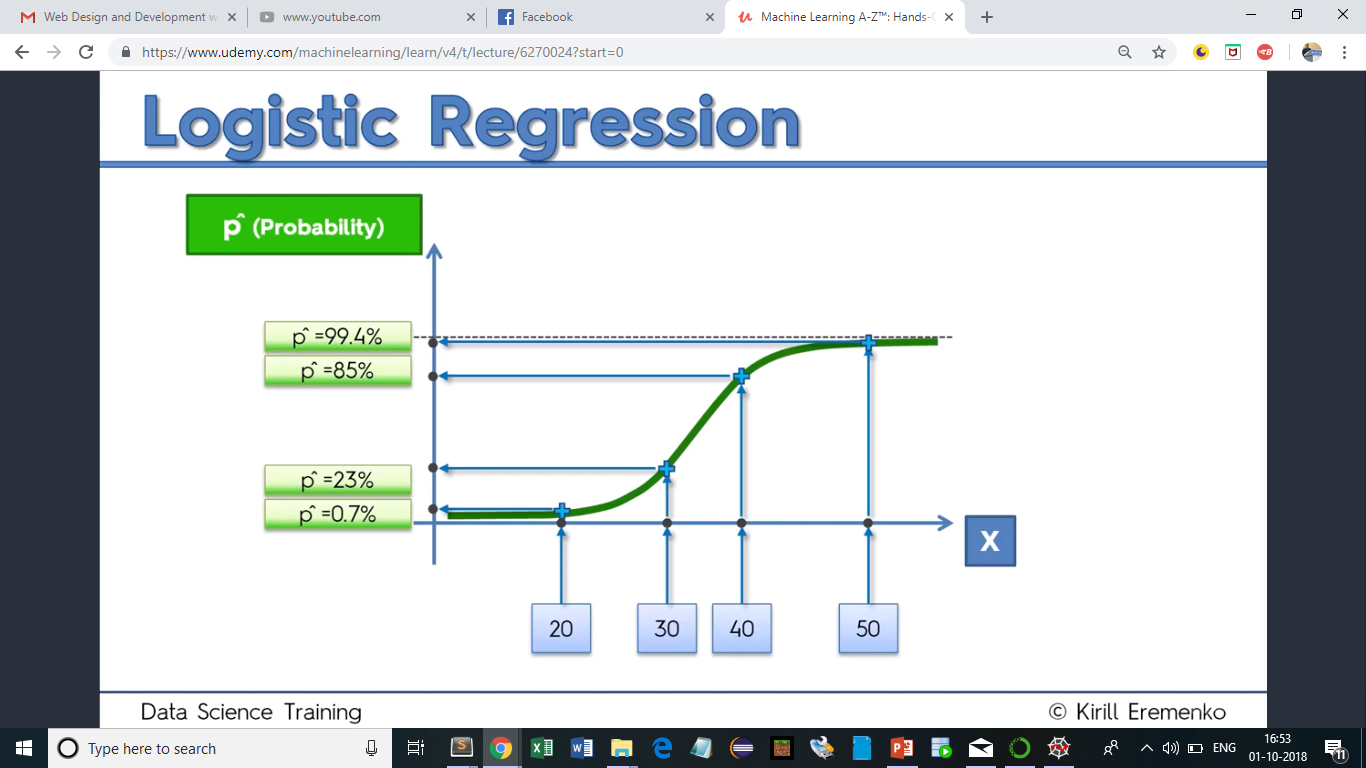 Web Design and Development w
www.youtube.com
Facebook
Machine Learning A-Z™: Hands-
https://www.udemy.com/machinelearning/learn/v4/t/lecture/6270024?start=0
Logistic Regression
p̂ (Probability)
p̂ =99.4%
p̂ =85%
p̂ =23%
p̂ =0.7%
X
20 30 40 50
Data Science Training © Kirill Eremenko
Type here to search
ENG
16:53
01-10-2018
11